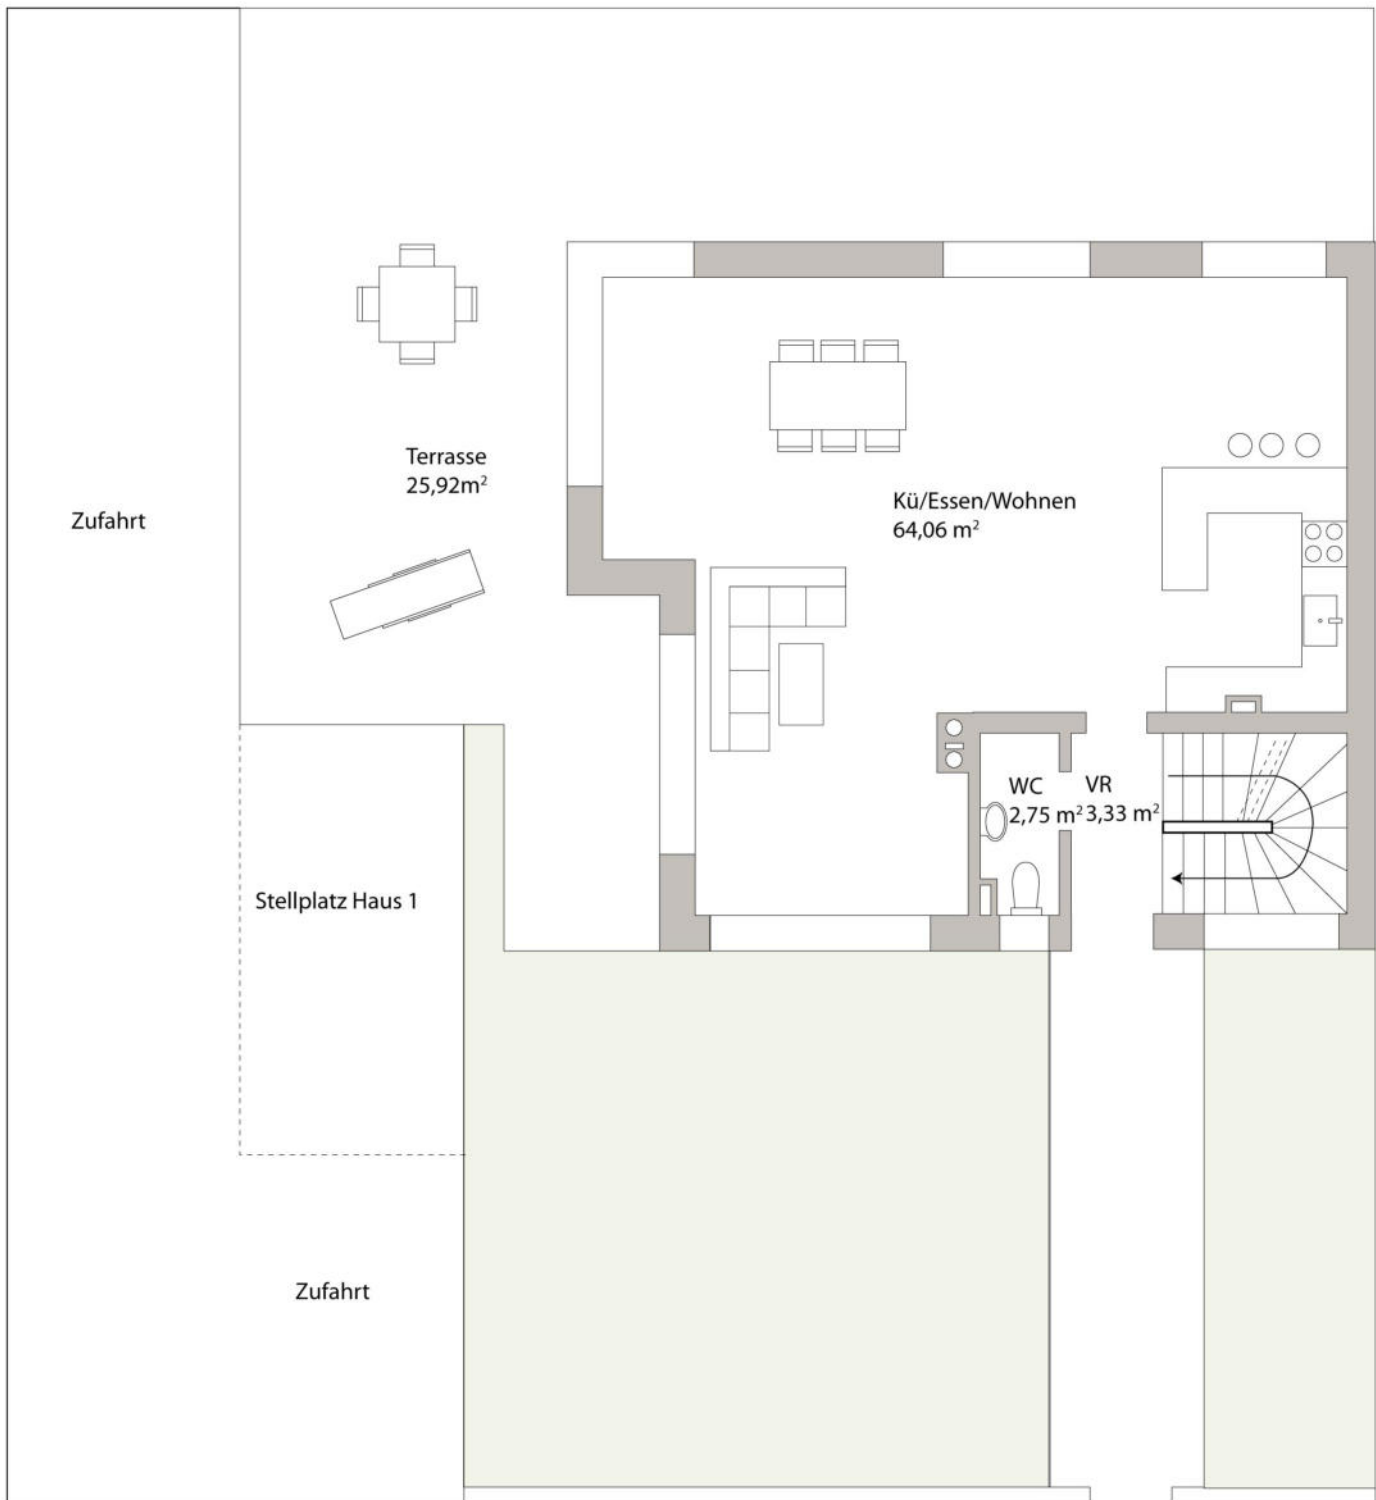 Terrasse
25,92m²
Zufahrt
Kü/Essen/Wohnen
64,06 m²
WC
2,75 m²
VR
3,33 m²
Stellplatz Haus 1
Zufahrt